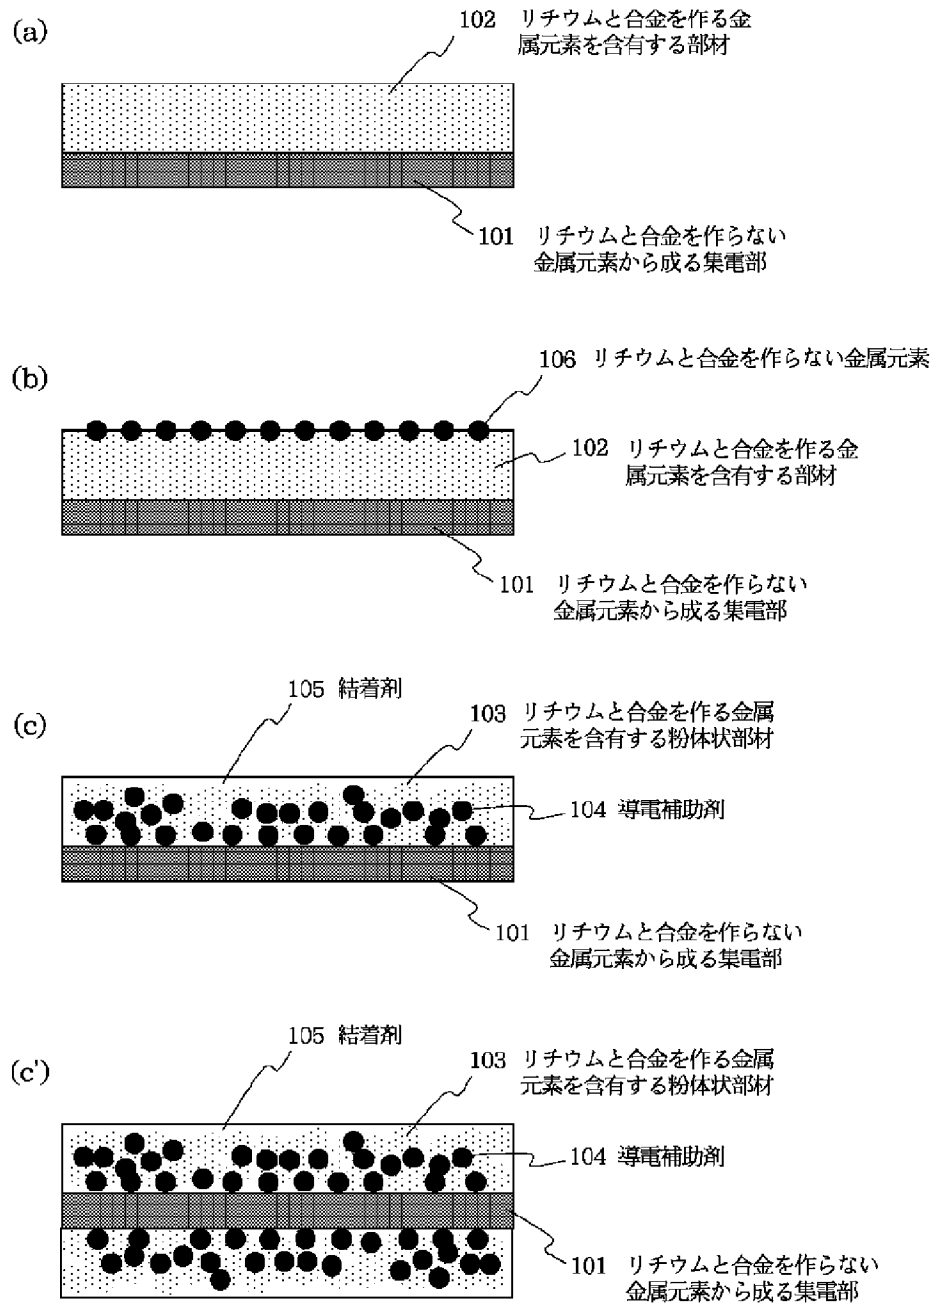 (a)
102 リチウムと合金を作る金
属元素を含有する部材
101 リチウムと合金を作らない
金属元素から成る集電部
(b)
106 リチウムと合金を作らない金属元素
102 リチウムと合金を作る金
属元素を含有する部材
101 リチウムと合金を作らない
金属元素から成る集電部
(c)
105 結着剤
103 リチウムと合金を作る金属
元素を含有する粉体状部材
104 導電補助剤
101 リチウムと合金を作らない
金属元素から成る集電部
(c')
105 結着剤
103 リチウムと合金を作る金属
元素を含有する粉体状部材
104 導電補助剤
101 リチウムと合金を作らない
金属元素から成る集電部